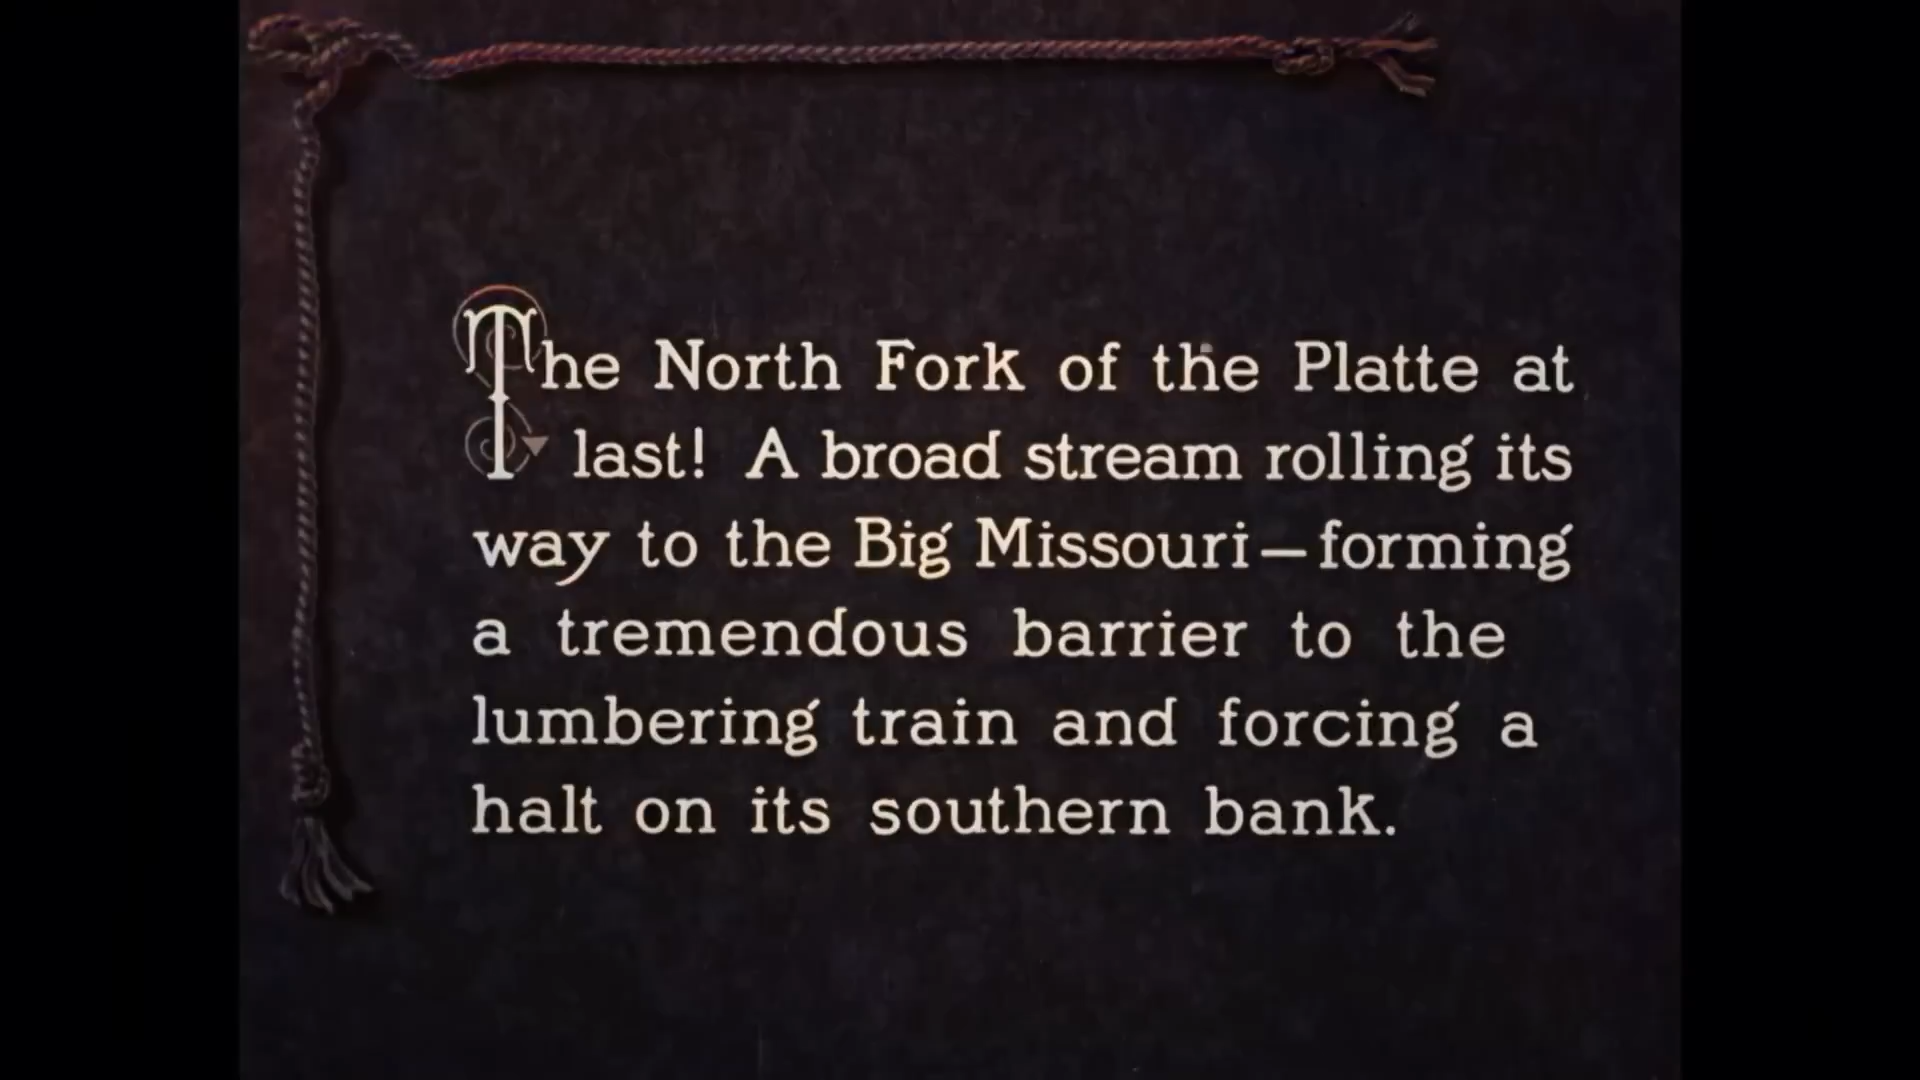 The North Fork of the Platte at
last! A broad stream rolling its
way to the Big Missouri—forming
a tremendous barrier to the
lumbering train and forcing a
halt on its southern bank.